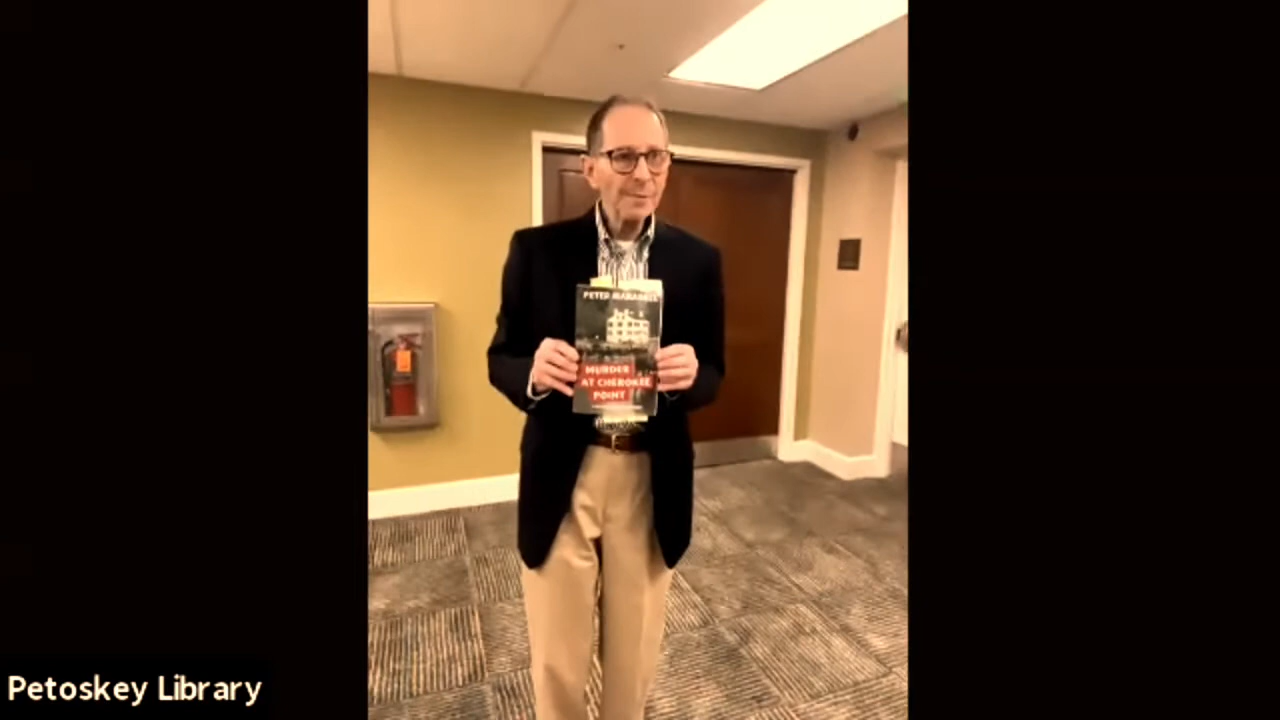 PETER MARABELL
MURDER
AT CHEROKEE
POINT
Petoskey Library